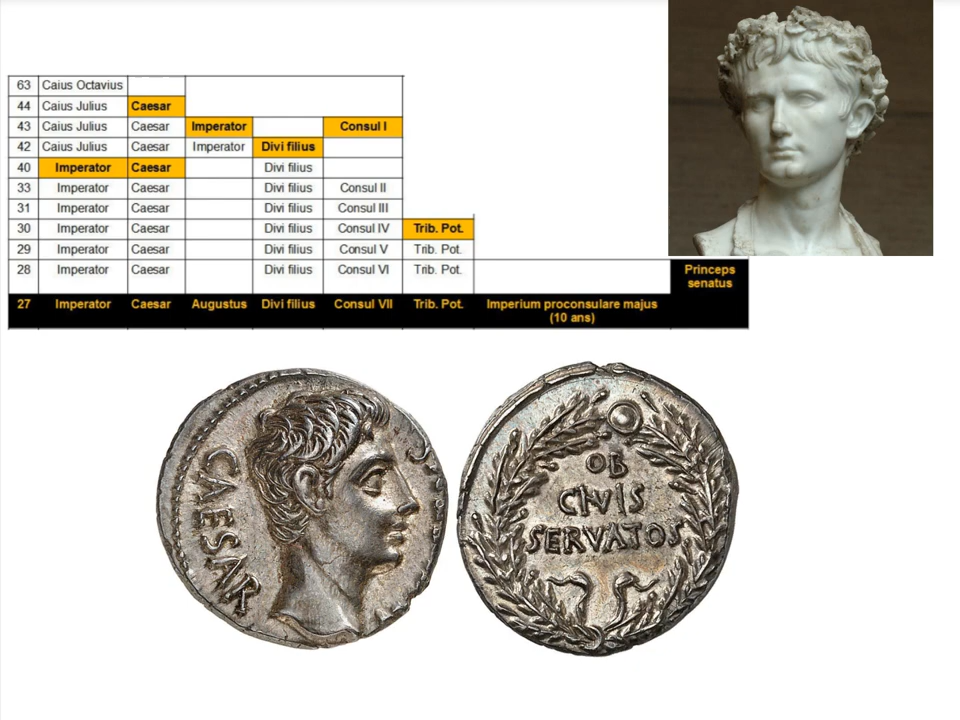 63 Caius Octavius
44 Caius Julius Caesar
43 Caius Julius Caesar Imperator Consul I
42 Caius Julius Caesar Imperator Divi filius
40 Imperator Caesar Divi filius
33 Imperator Caesar Divi filius Consul II
31 Imperator Caesar Divi filius Consul III
30 Imperator Caesar Divi filius Consul IV Trib. Pot.
29 Imperator Caesar Divi filius Consul V Trib. Pot.
28 Imperator Caesar Divi filius Consul VI Trib. Pot. Princeps
senatus
27 Imperator Caesar Augustus Divi filius Consul VII Trib. Pot. Imperium proconsulare majus
(10 ans)
CAESAR
OB
CIVIS
SERVATOS